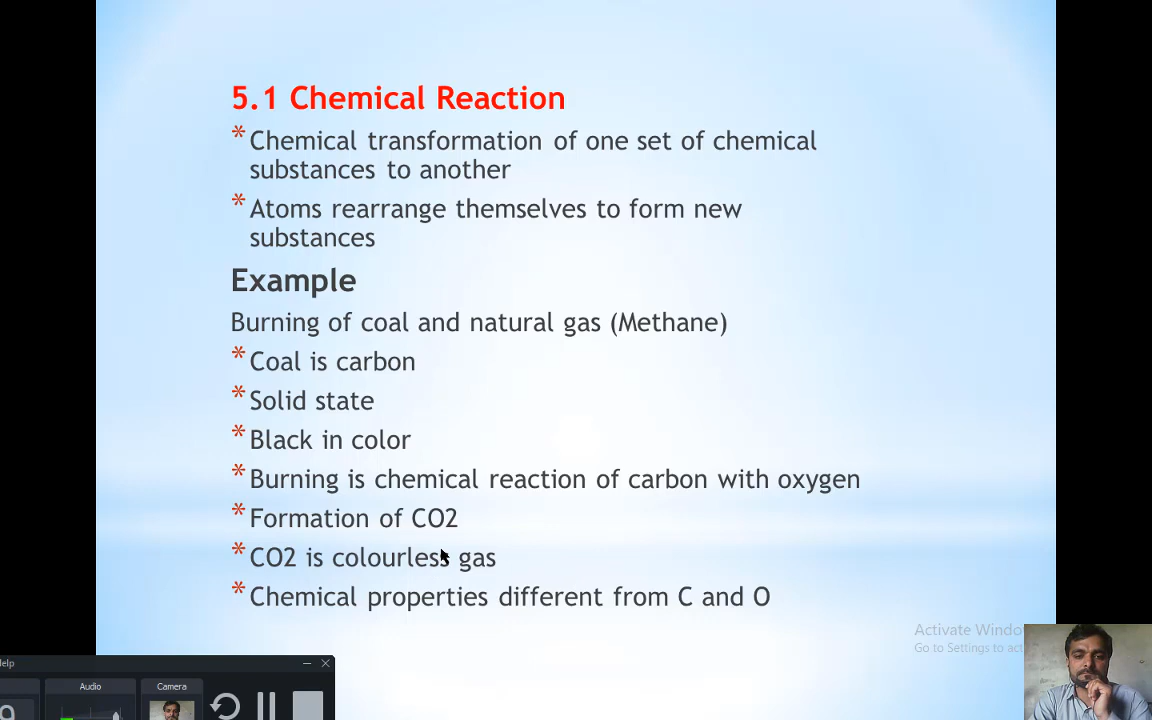 5.1 Chemical Reaction
* Chemical transformation of one set of chemical
substances to another
* Atoms rearrange themselves to form new
substances
Example
Burning of coal and natural gas (Methane)
* Coal is carbon
* Solid state
* Black in color
* Burning is chemical reaction of carbon with oxygen
* Formation of CO2
* CO2 is colourless gas
* Chemical properties different from C and O
Activate Windo
Go to Settings to act
Help
Audio
Camera